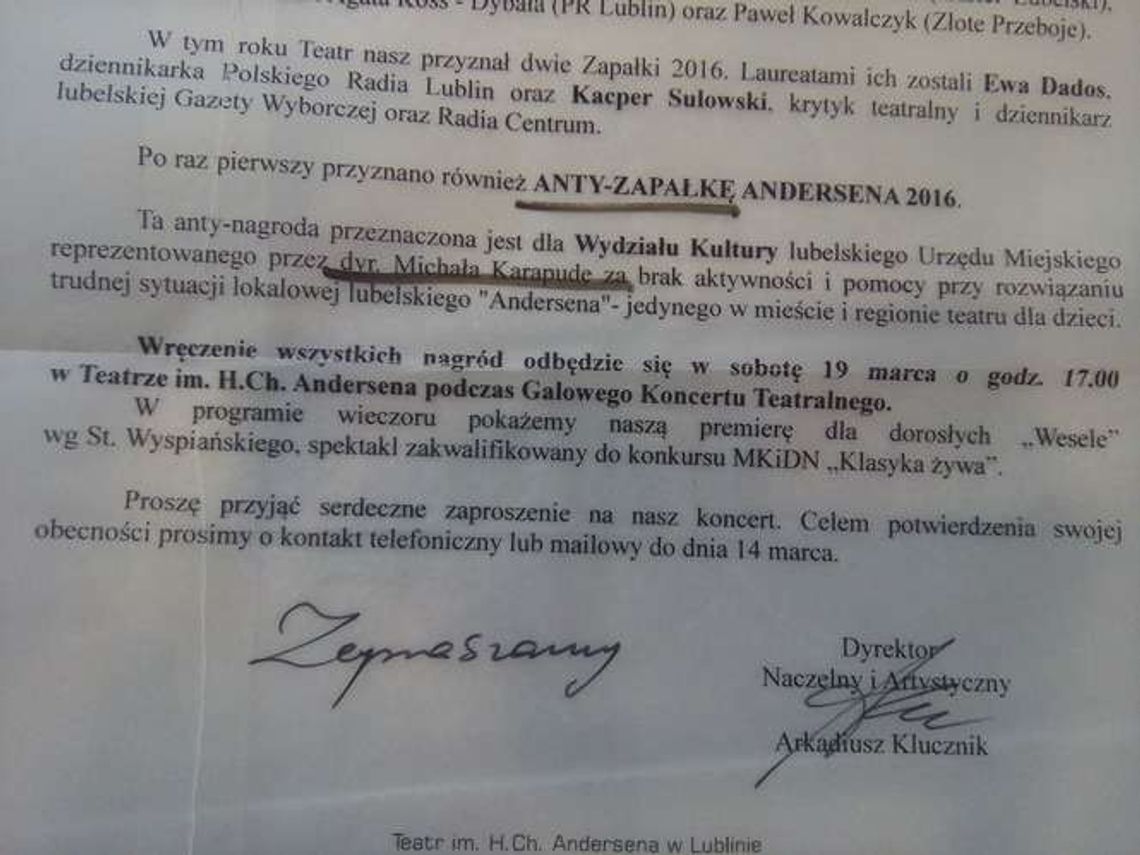 Ross - Dybała (PR Lublin) oraz Paweł Kowalczyk (Złote Przeboje).
W tym roku Teatr nasz przyznał dwie Zapałki 2016. Laureatami ich zostali Ewa Dados,
dziennikarka Polskiego Radia Lublin oraz Kacper Sulowski, krytyk teatralny i dziennikarz
lubelskiej Gazety Wyborczej oraz Radia Centrum.
Po raz pierwszy przyznano również ANTY-ZAPAŁKĘ ANDERSENA 2016.
Ta anty-nagroda przeznaczona jest dla Wydziału Kultury lubelskiego Urzędu Miejskiego
reprezentowanego przez dyr. Michała Karapudę za brak aktywności i pomocy przy rozwiązaniu
trudnej sytuacji lokalowej lubelskiego "Andersena"- jedynego w mieście i regionie teatru dla dzieci.
Wręczenie wszystkich nagród odbędzie się w sobotę 19 marca o godz. 17.00
w Teatrze im. H.Ch. Andersena podczas Galowego Koncertu Teatralnego.
W programie wieczoru pokażemy naszą premierę dla dorosłych „Wesele”
wg St. Wyspiańskiego, spektakl zakwalifikowany do konkursu MKiDN „Klasyka żywa”.
Proszę przyjąć serdeczne zaproszenie na nasz koncert. Celem potwierdzenia swojej
obecności prosimy o kontakt telefoniczny lub mailowy do dnia 14 marca.
Zapraszamy
Dyrektor
Naczelny i Artystyczny
Arkadiusz Klucznik
Teatr im. H.Ch. Andersena w Lublinie